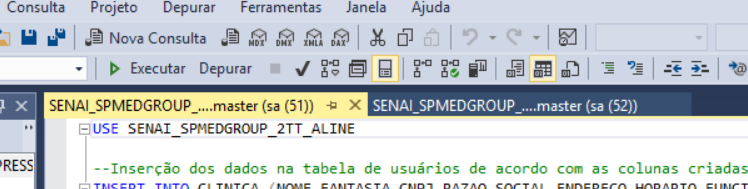 Consulta Projeto Depurar Ferramentas Janela Ajuda
Nova Consulta MDX DMX XMLA DAX
Executar Depurar
SENAI_SPMEDGROUP_....master (sa (51)) SENAI_SPMEDGROUP_....master (sa (52))
USE SENAI_SPMEDGROUP_2TT_ALINE
PRESS
--Inserção dos dados na tabela de usuários de acordo com as colunas criadas
INSERT INTO CLINICA (NOME_FANTASIA,CNPJ,RAZAO_SOCIAL,ENDERECO,HORARIO_FUNC